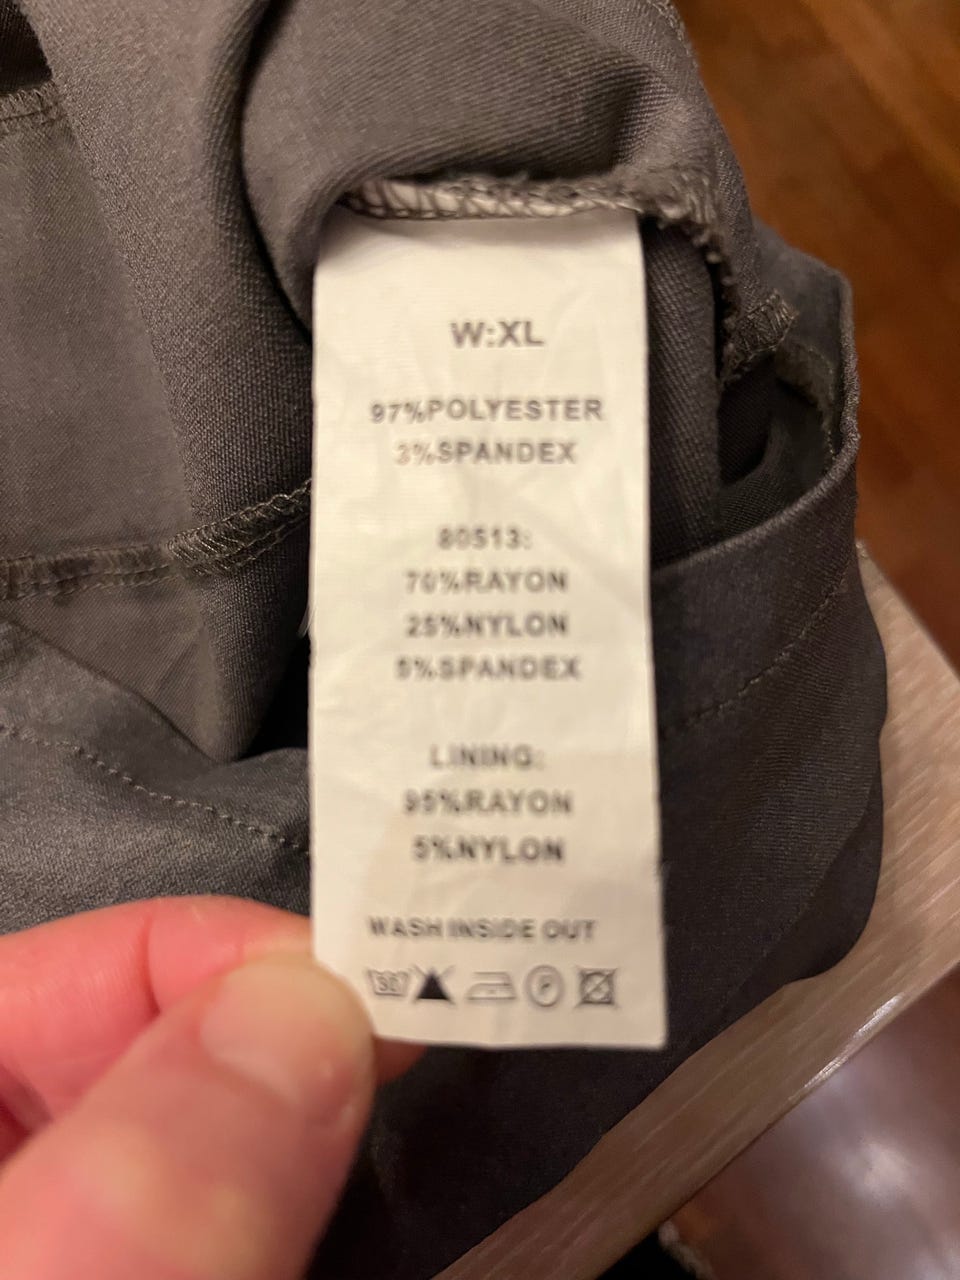 W:XL
97%POLYESTER
3%SPANDEX
80513:
70%RAYON
25%NYLON
5%SPANDEX
LINING:
95%RAYON
5%NYLON
WASH INSIDE OUT
30° P